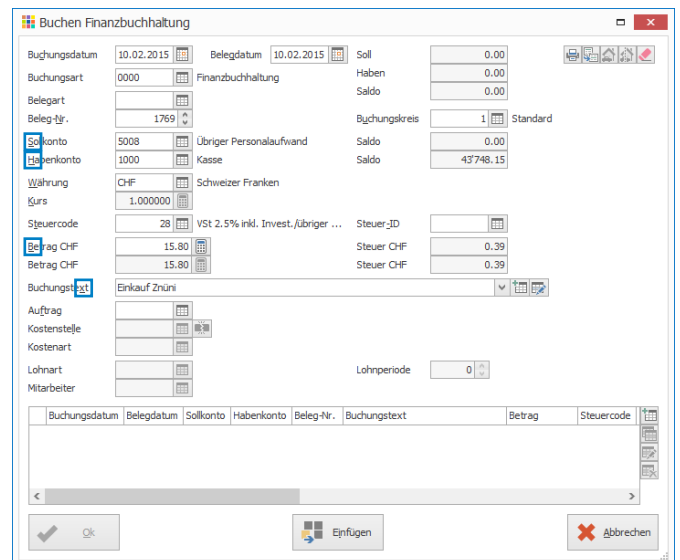 Buchen Finanzbuchhaltung
Buchungsdatum 10.02.2015 Belegdatum 10.02.2015 Soll 0.00
Buchungsart 0000 Finanzbuchhaltung Haben 0.00
Saldo 0.00
Belegart
Beleg-Nr. 1769 Buchungskreis 1 Standard
Sollkonto 5008 Übriger Personalaufwand Saldo 0.00
Habenkonto 1000 Kasse Saldo 43'748.15
Währung CHF Schweizer Franken
Kurs 1.000000
Steuercode 28 VSt 2.5% inkl. Invest./übriger ... Steuer-ID
Betrag CHF 15.80 Steuer CHF 0.39
Betrag CHF 15.80 Steuer CHF 0.39
Buchungstext Einkauf Znüni
Auftrag
Kostenstelle
Kostenart
Lohnart Lohnperiode 0
Mitarbeiter
Buchungsdatum Belegdatum Sollkonto Habenkonto Beleg-Nr. Buchungstext Betrag Steuercode
Ok Einfügen Abbrechen